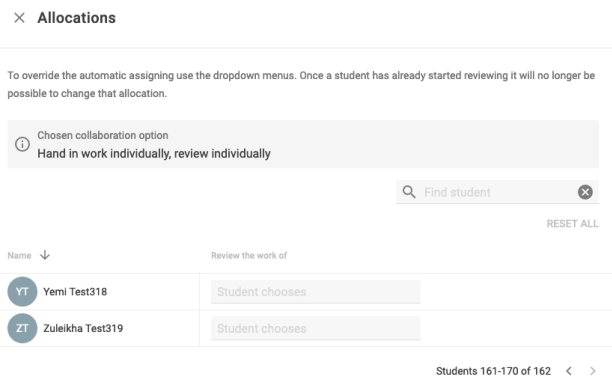 Allocations
To override the automatic assigning use the dropdown menus. Once a student has already started reviewing it will no longer be
possible to change that allocation.
Chosen collaboration option
Hand in work individually, review individually
Find student
RESET ALL
Name Review the work of
YT Yemi Test318 Student chooses
ZT Zuleikha Test319 Student chooses
Students 161-170 of 162